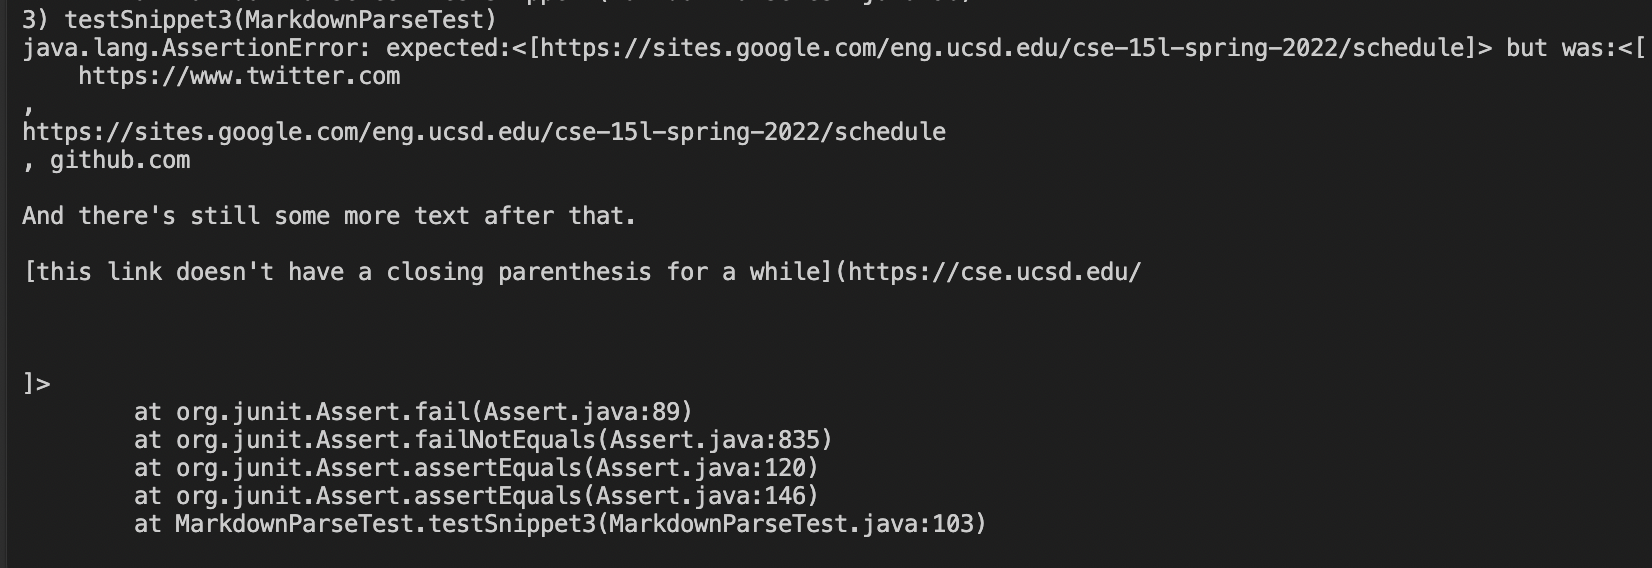 3) testSnippet3(MarkdownParseTest)
java.lang.AssertionError: expected:<[https://sites.google.com/eng.ucsd.edu/cse-15l-spring-2022/schedule]> but was:<[
    https://www.twitter.com
,
https://sites.google.com/eng.ucsd.edu/cse-15l-spring-2022/schedule
, github.com

And there's still some more text after that.

[this link doesn't have a closing parenthesis for a while](https://cse.ucsd.edu/



]>
        at org.junit.Assert.fail(Assert.java:89)
        at org.junit.Assert.failNotEquals(Assert.java:835)
        at org.junit.Assert.assertEquals(Assert.java:120)
        at org.junit.Assert.assertEquals(Assert.java:146)
        at MarkdownParseTest.testSnippet3(MarkdownParseTest.java:103)